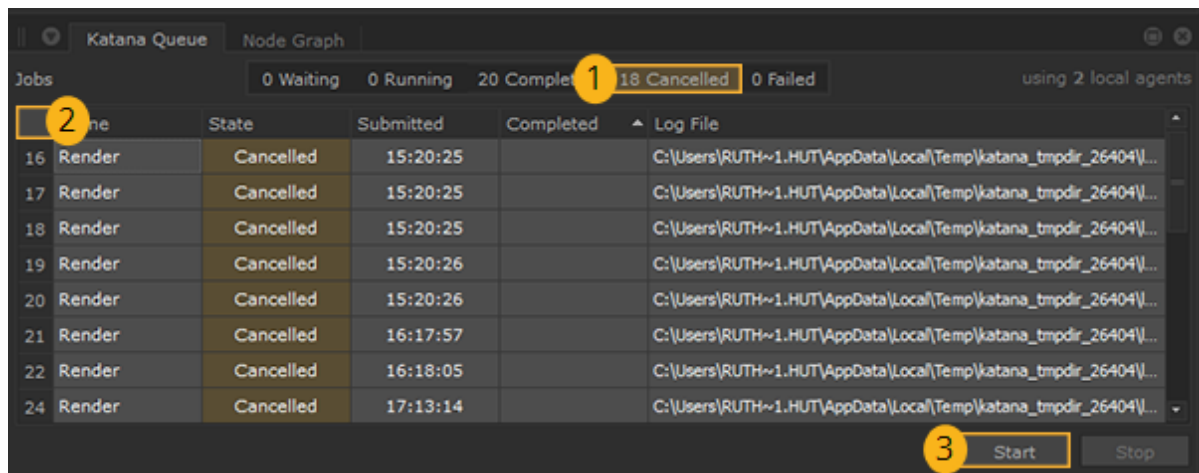 Katana Queue Node Graph
Jobs 0 Waiting 0 Running 20 Complet 1 18 Cancelled 0 Failed using 2 local agents
2 me State Submitted Completed Log File
16 Render Cancelled 15:20:25 C:\Users\RUTH~1.HUT\AppData\Local\Temp\katana_tmpdir_26404\l...
17 Render Cancelled 15:20:25 C:\Users\RUTH~1.HUT\AppData\Local\Temp\katana_tmpdir_26404\l...
18 Render Cancelled 15:20:25 C:\Users\RUTH~1.HUT\AppData\Local\Temp\katana_tmpdir_26404\l...
19 Render Cancelled 15:20:26 C:\Users\RUTH~1.HUT\AppData\Local\Temp\katana_tmpdir_26404\l...
20 Render Cancelled 15:20:26 C:\Users\RUTH~1.HUT\AppData\Local\Temp\katana_tmpdir_26404\l...
21 Render Cancelled 16:17:57 C:\Users\RUTH~1.HUT\AppData\Local\Temp\katana_tmpdir_26404\l...
22 Render Cancelled 16:18:05 C:\Users\RUTH~1.HUT\AppData\Local\Temp\katana_tmpdir_26404\l...
24 Render Cancelled 17:13:14 C:\Users\RUTH~1.HUT\AppData\Local\Temp\katana_tmpdir_26404\l...
3 Start Stop